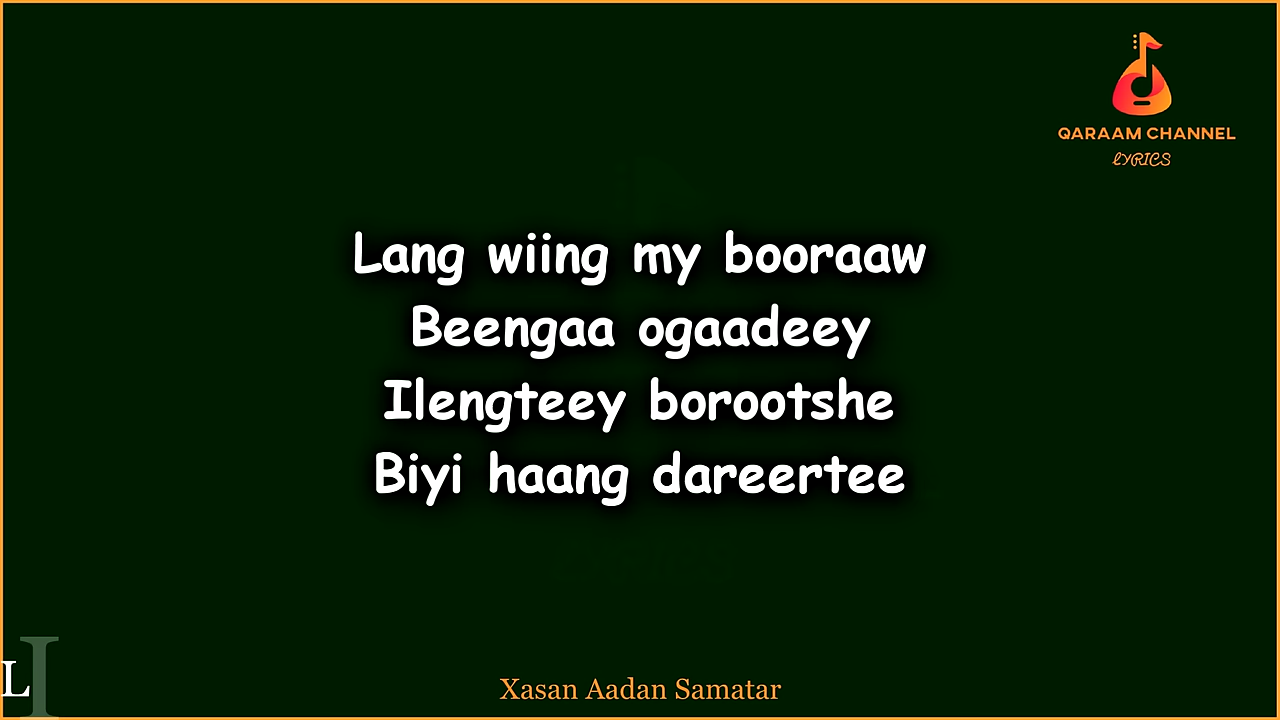 QARAAM CHANNEL
LYRICS
Lang wiing my booraaw
Beengaa ogaadeey
Ilengteey borootshe
Biyi haang dareertee
L I
Xasan Aadan Samatar